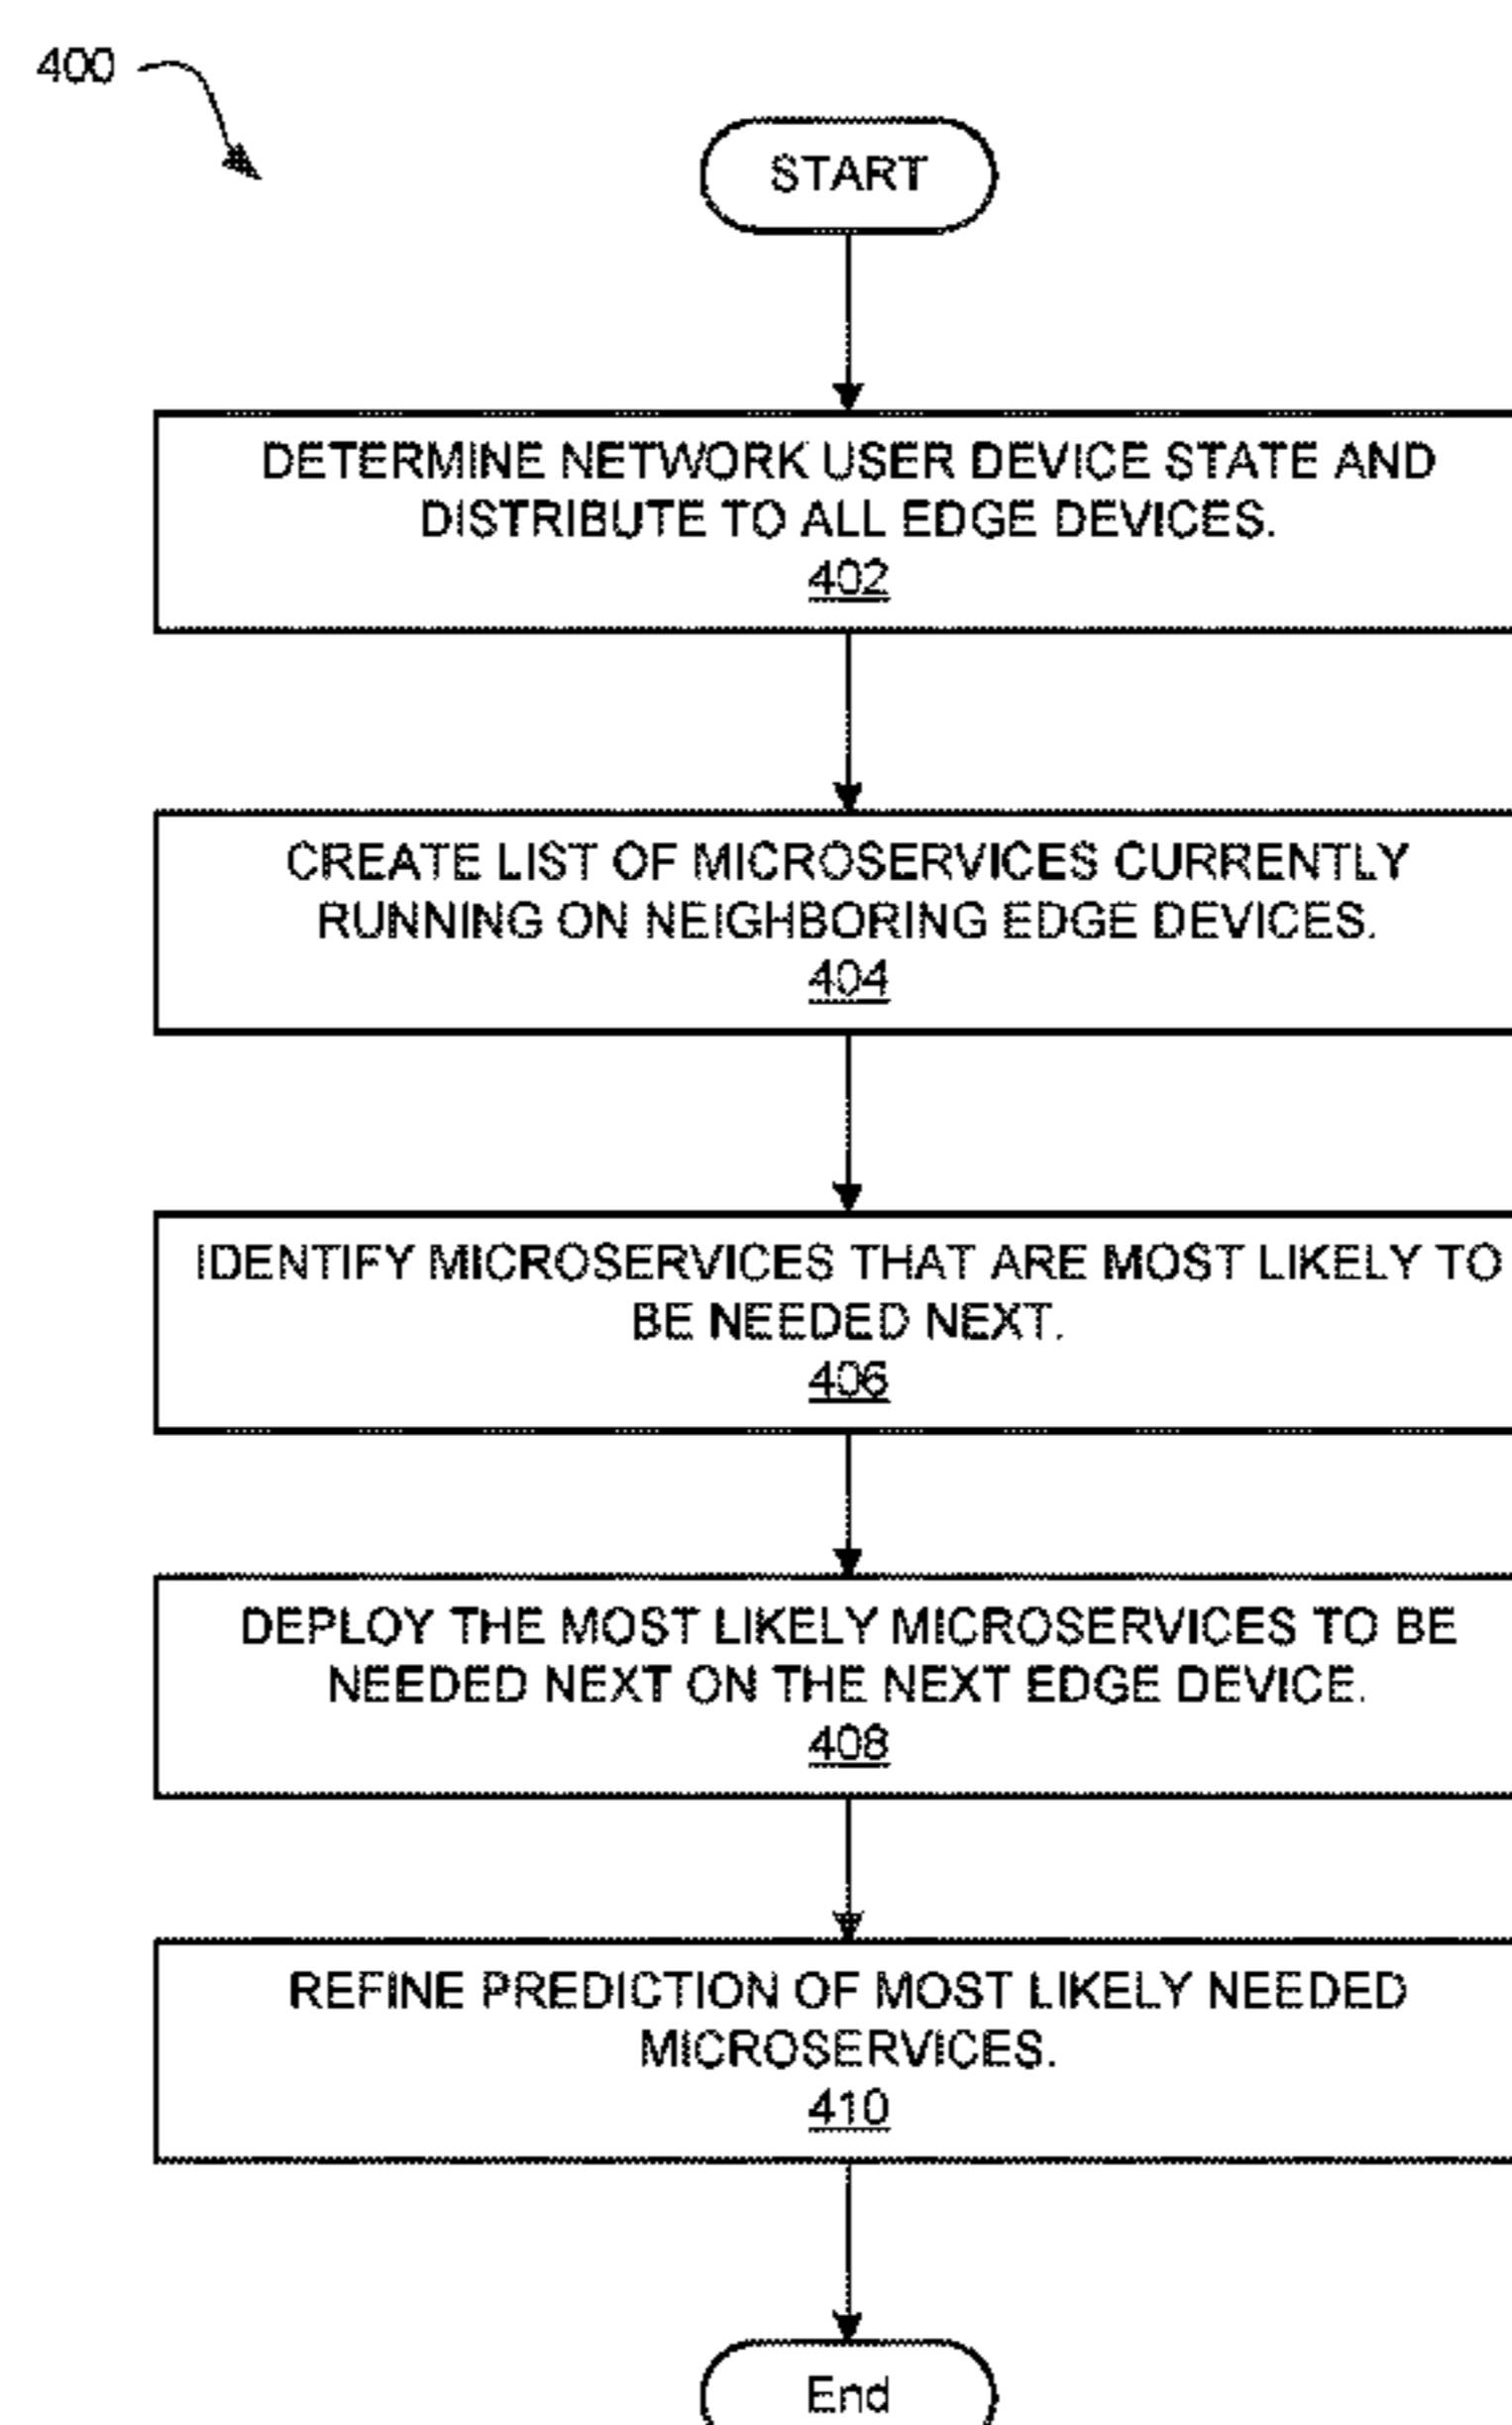 400
START
DETERMINE NETWORK USER DEVICE STATE AND
DISTRIBUTE TO ALL EDGE DEVICES.
402
CREATE LIST OF MICROSERVICES CURRENTLY
RUNNING ON NEIGHBORING EDGE DEVICES.
404
IDENTIFY MICROSERVICES THAT ARE MOST LIKELY TO
BE NEEDED NEXT.
406
DEPLOY THE MOST LIKELY MICROSERVICES TO BE
NEEDED NEXT ON THE NEXT EDGE DEVICE.
408
REFINE PREDICTION OF MOST LIKELY NEEDED
MICROSERVICES.
410
End